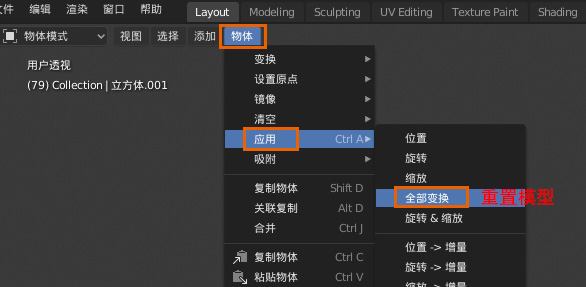 文件 编辑 渲染 窗口 帮助 Layout Modeling Sculpting UV Editing Texture Paint Shading
物体模式 视图 选择 添加 物体
用户透视
(79) Collection | 立方体.001
变换
设置原点
镜像
清空
应用 Ctrl A
吸附
复制物体 Shift D
关联复制 Alt D
合并 Ctrl J
复制物体 Ctrl C
粘贴物体 Ctrl V
位置
旋转
缩放
全部变换 重置模型
旋转 & 缩放
位置 -> 增量
旋转 -> 增量
缩放 -> 增量